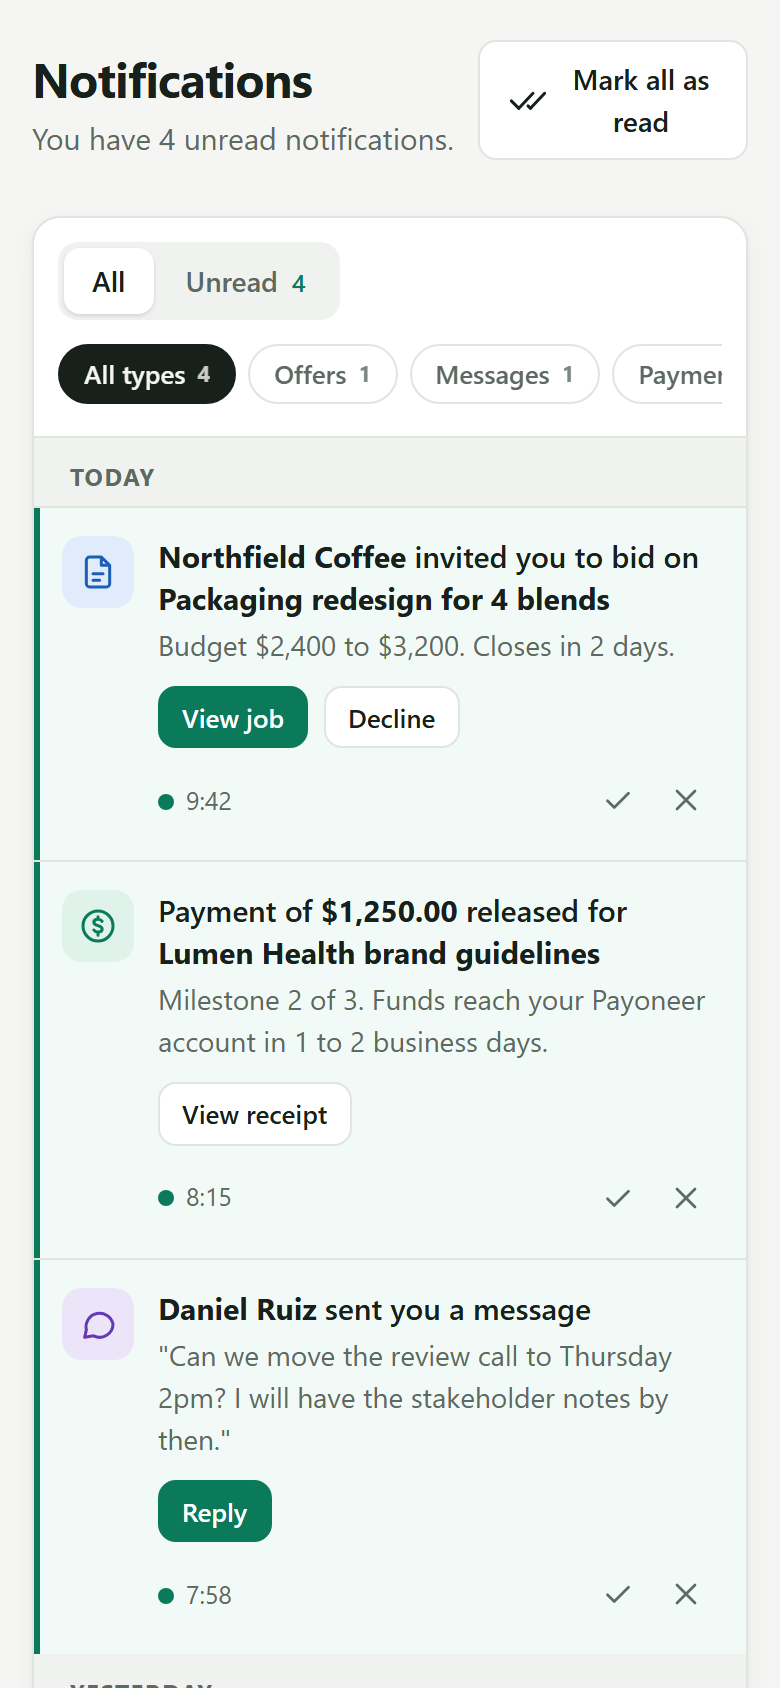 Notifications
You have 4 unread notifications.
Mark all as
read
All
Unread 4
All types 4
Offers 1
Messages 1
TODAY
Northfield Coffee invited you to bid on
Packaging redesign for 4 blends
Budget $2,400 to $3,200. Closes in 2 days.
View job
Decline
9:42
Payment of $1,250.00 released for
Lumen Health brand guidelines
Milestone 2 of 3. Funds reach your Payoneer
account in 1 to 2 business days.
View receipt
8:15
Daniel Ruiz sent you a message
"Can we move the review call to Thursday
2pm? I will have the stakeholder notes by
then."
Reply
7:58